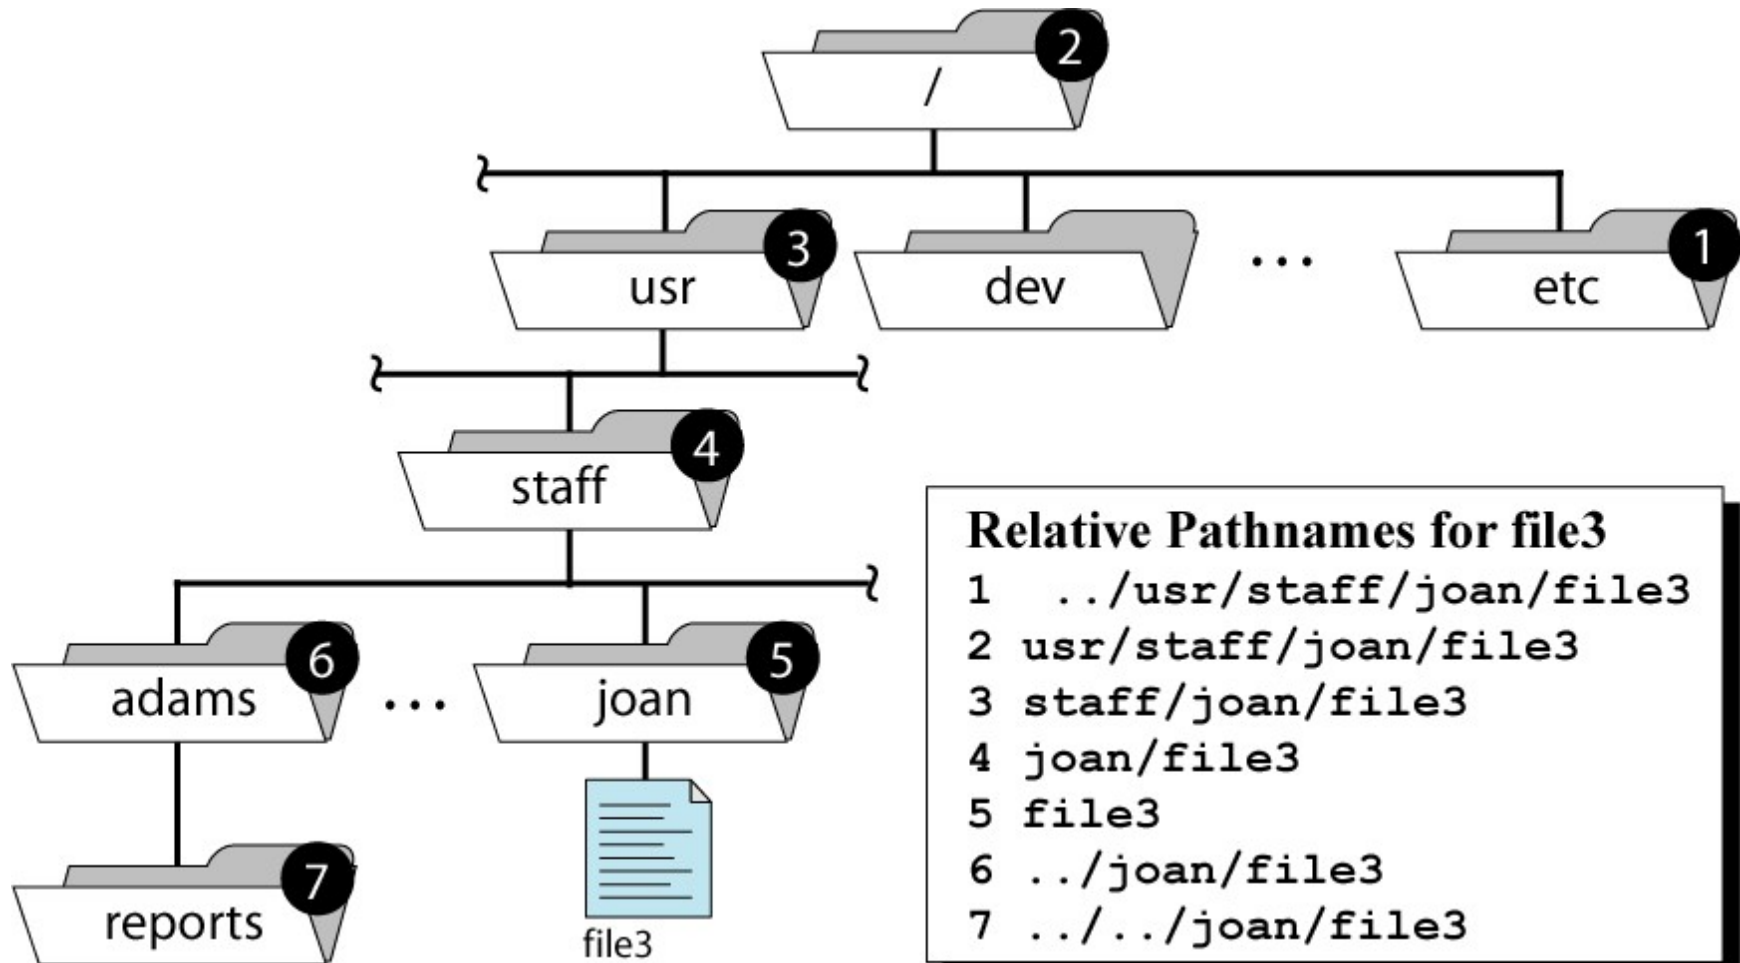 2
/
3
usr
dev
...
1
etc
4
staff
6
adams
...
5
joan
7
reports
file3
Relative Pathnames for file3
1 ../usr/staff/joan/file3
2 usr/staff/joan/file3
3 staff/joan/file3
4 joan/file3
5 file3
6 ../joan/file3
7 ../../joan/file3